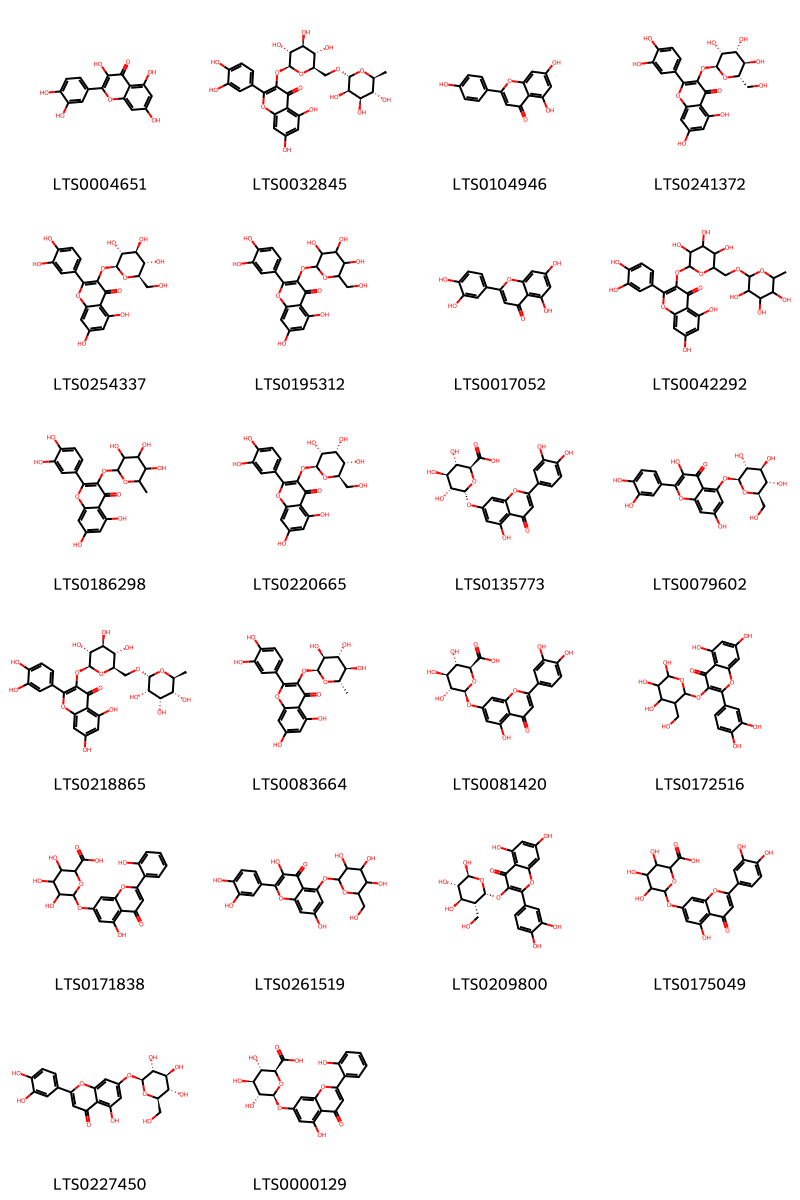 LTS0004651 LTS0032845 LTS0104946 LTS0241372
LTS0254337 LTS0195312 LTS0017052 LTS0042292
LTS0186298 LTS0220665 LTS0135773 LTS0079602
LTS0218865 LTS0083664 LTS0081420 LTS0172516
LTS0171838 LTS0261519 LTS0209800 LTS0175049
LTS0227450 LTS0000129